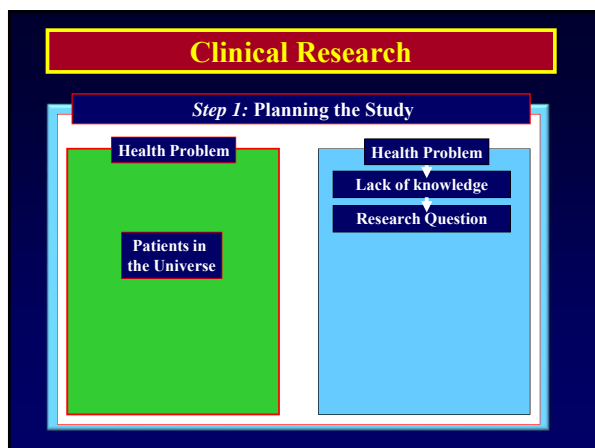 Clinical Research
Step 1: Planning the Study
Health Problem
Patients in
the Universe
Health Problem
Lack of knowledge
Research Question